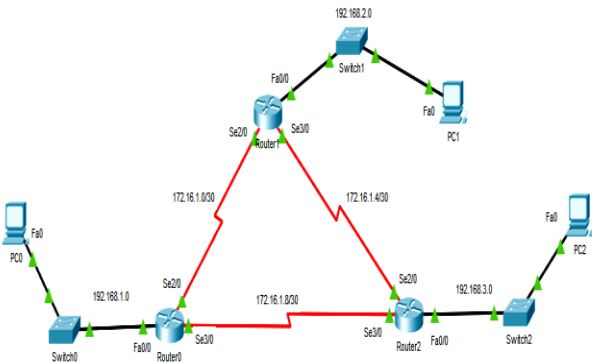 192.168.2.0
Switch1
Fa0/0
Fa0
PC1
Se2/0
Se3/0
Router1
172.16.1.0/30
172.16.1.4/30
Fa0
PC0
Fa0
PC2
192.168.1.0
Se2/0
172.16.1.8/30
Se2/0
192.168.3.0
Switch0
Fa0/0
Router0
Se3/0
Se3/0
Router2
Fa0/0
Switch2